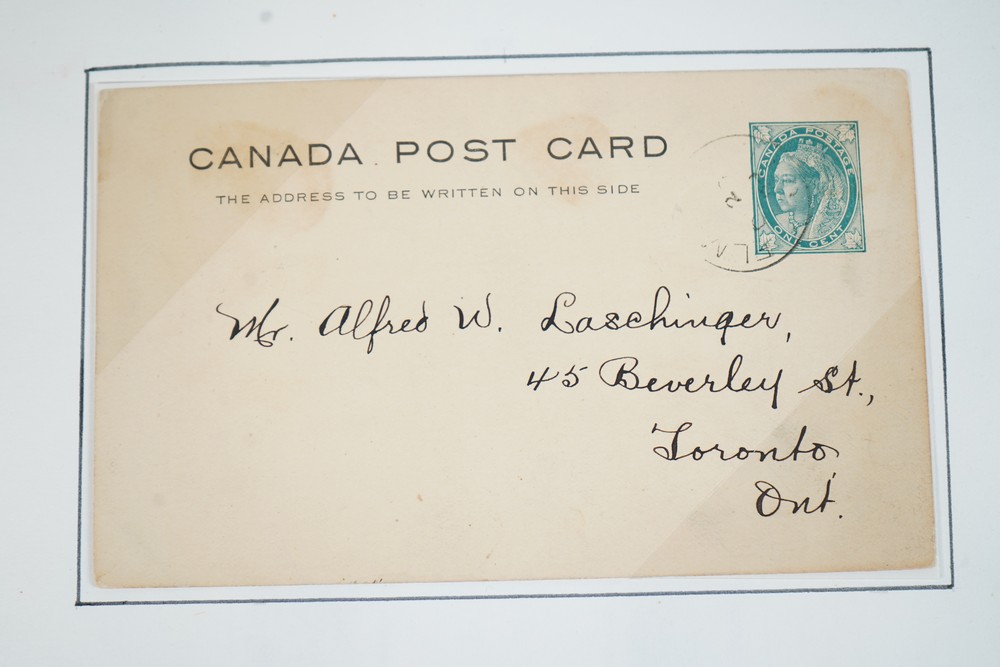 CANADA POST CARD
THE ADDRESS TO BE WRITTEN ON THIS SIDE
CANADA POSTAGE
ONE CENT
Mr. Alfred W. Laschinger,
45 Beverley St.,
Toronto,
Ont.